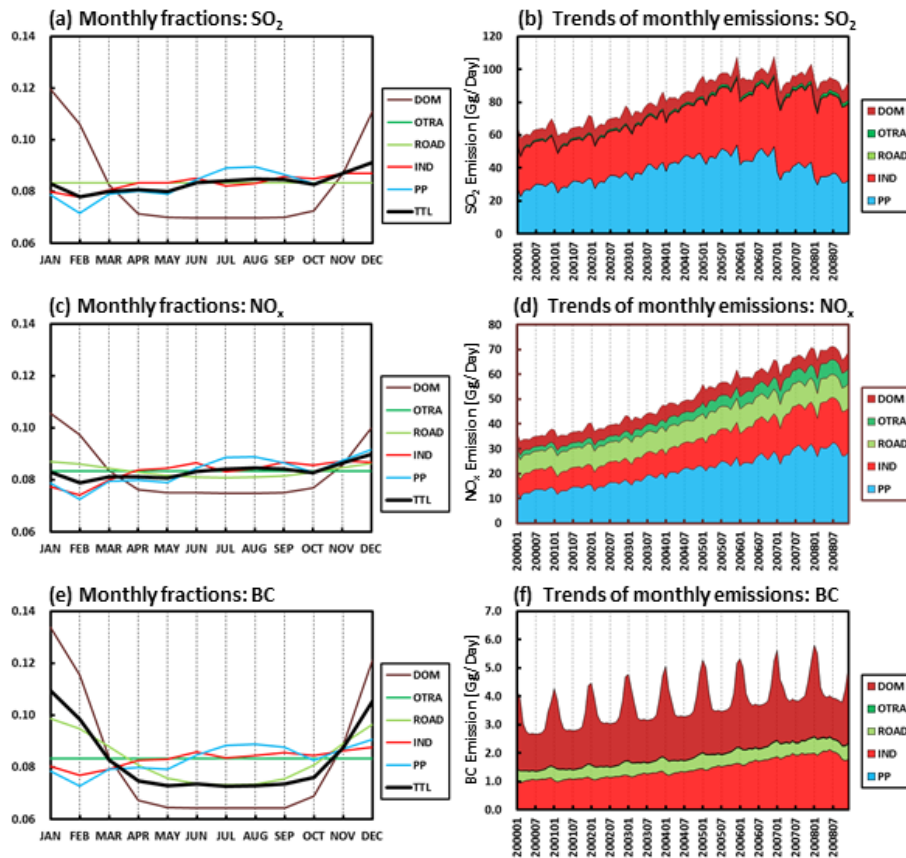 (a) Monthly fractions: SO₂
0.14
0.12
0.10
0.08
0.06
JAN FEB MAR APR MAY JUN JUL AUG SEP OCT NOV DEC
DOM
OTRA
ROAD
IND
PP
TTL
(b) Trends of monthly emissions: SO₂
SO₂ Emission [Gg/Day]
120
100
80
60
40
20
0
200001 200007 200101 200107 200201 200207 200301 200307 200401 200407 200501 200507 200601 200607 200701 200707 200801 200807
DOM
OTRA
ROAD
IND
PP
(c) Monthly fractions: NOₓ
0.14
0.12
0.10
0.08
0.06
JAN FEB MAR APR MAY JUN JUL AUG SEP OCT NOV DEC
DOM
OTRA
ROAD
IND
PP
TTL
(d) Trends of monthly emissions: NOₓ
NOₓ Emission [Gg/Day]
80
70
60
50
40
30
20
10
0
200001 200007 200101 200107 200201 200207 200301 200307 200401 200407 200501 200507 200601 200607 200701 200707 200801 200807
DOM
OTRA
ROAD
IND
PP
(e) Monthly fractions: BC
0.14
0.12
0.10
0.08
0.06
JAN FEB MAR APR MAY JUN JUL AUG SEP OCT NOV DEC
DOM
OTRA
ROAD
IND
PP
TTL
(f) Trends of monthly emissions: BC
BC Emission [Gg/Day]
7.0
6.0
5.0
4.0
3.0
2.0
1.0
0.0
200001 200007 200101 200107 200201 200207 200301 200307 200401 200407 200501 200507 200601 200607 200701 200707 200801 200807
DOM
OTRA
ROAD
IND
PP